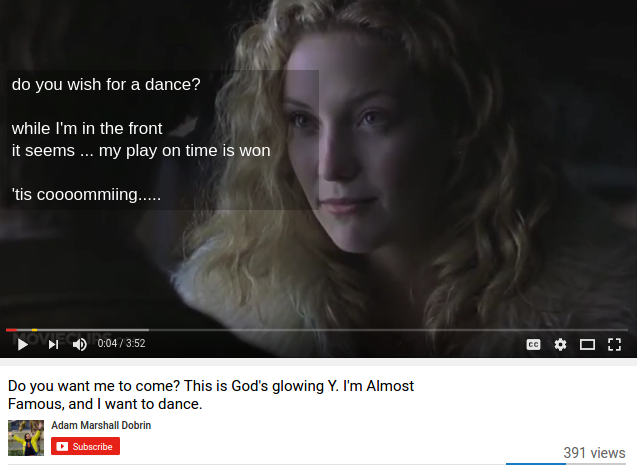 do you wish for a dance?
while I'm in the front
it seems ... my play on time is won
'tis coooommiing.....
MOVIECLIPS
0:04 / 3:52
CC
Do you want me to come? This is God's glowing Y. I'm Almost
Famous, and I want to dance.
Adam Marshall Dobrin
Subscribe
391 views